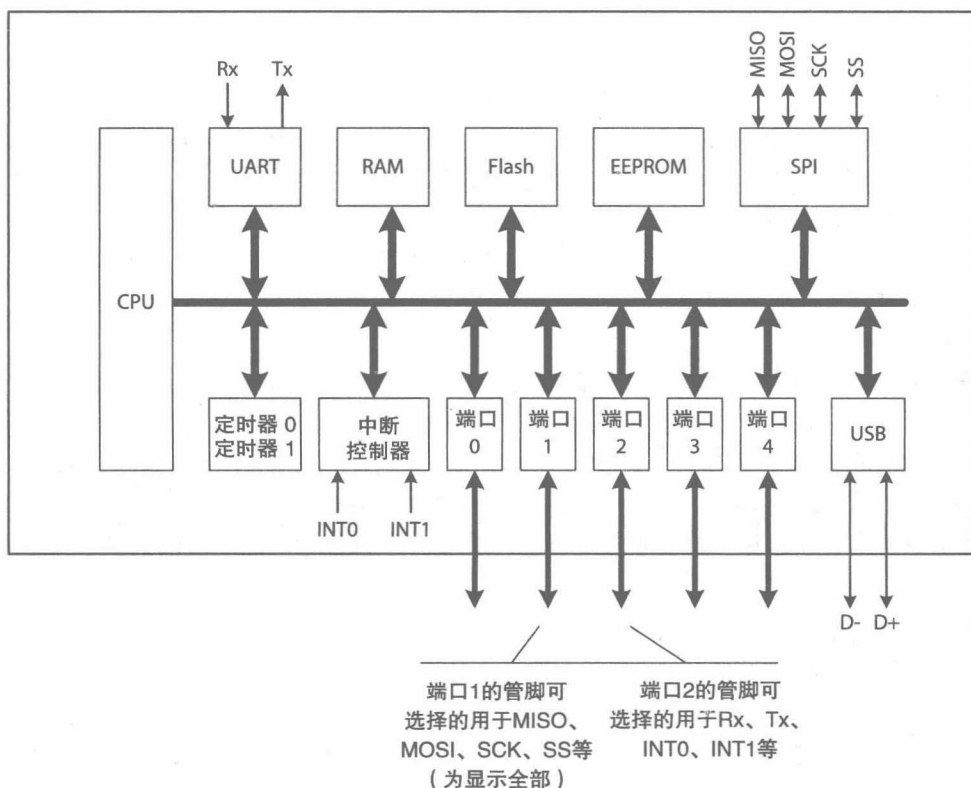 Rx Tx
MISO MOSI SCK SS
UART RAM Flash EEPROM SPI
CPU
定时器 0
定时器 1
中断
控制器
端口
0
端口
1
端口
2
端口
3
端口
4
USB
INT0 INT1
D- D+
端口1的管脚可
选择的用于MISO、
MOSI、SCK、SS等
(为显示全部)
端口2的管脚可
选择的用于Rx、Tx、
INT0、INT1等